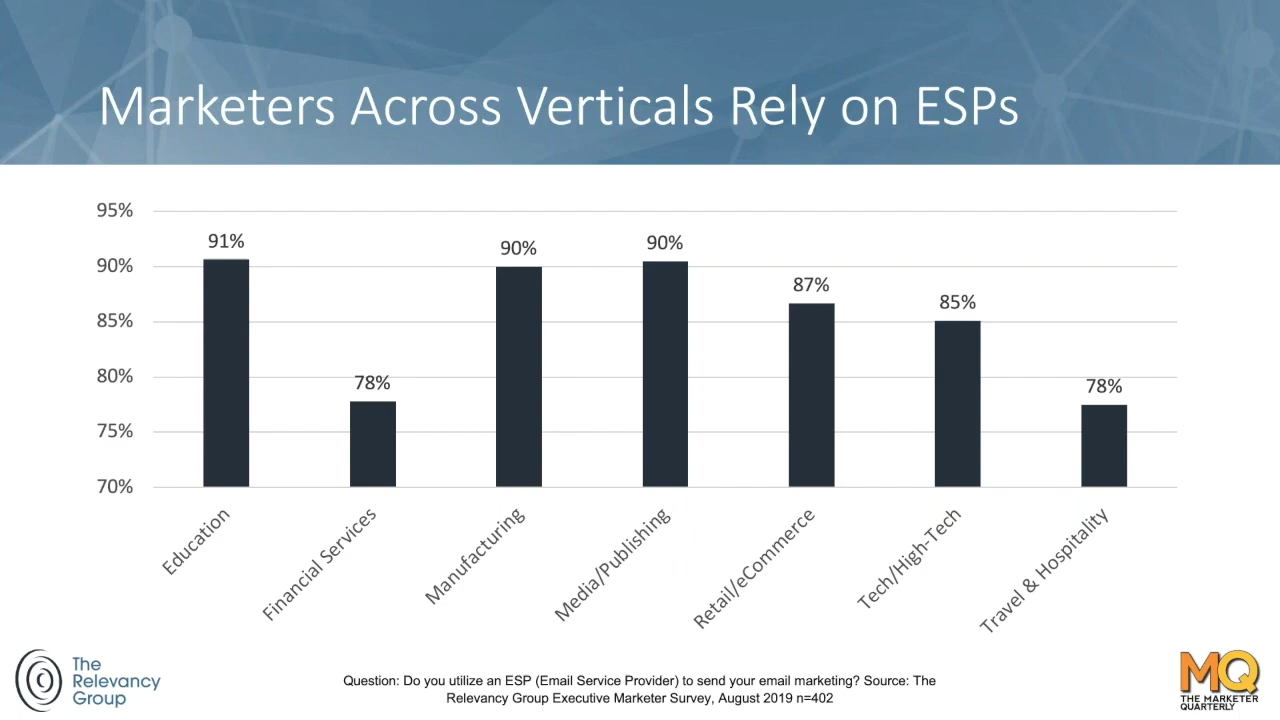 Marketers Across Verticals Rely on ESPs
95%
90%
85%
80%
75%
70%
91%
78%
90%
90%
87%
85%
78%
Education
Financial Services
Manufacturing
Media/Publishing
Retail/eCommerce
Tech/High-Tech
Travel & Hospitality
The
Relevancy
Group
Question: Do you utilize an ESP (Email Service Provider) to send your email marketing? Source: The
Relevancy Group Executive Marketer Survey, August 2019 n=402
MQ
THE MARKETER
QUARTERLY